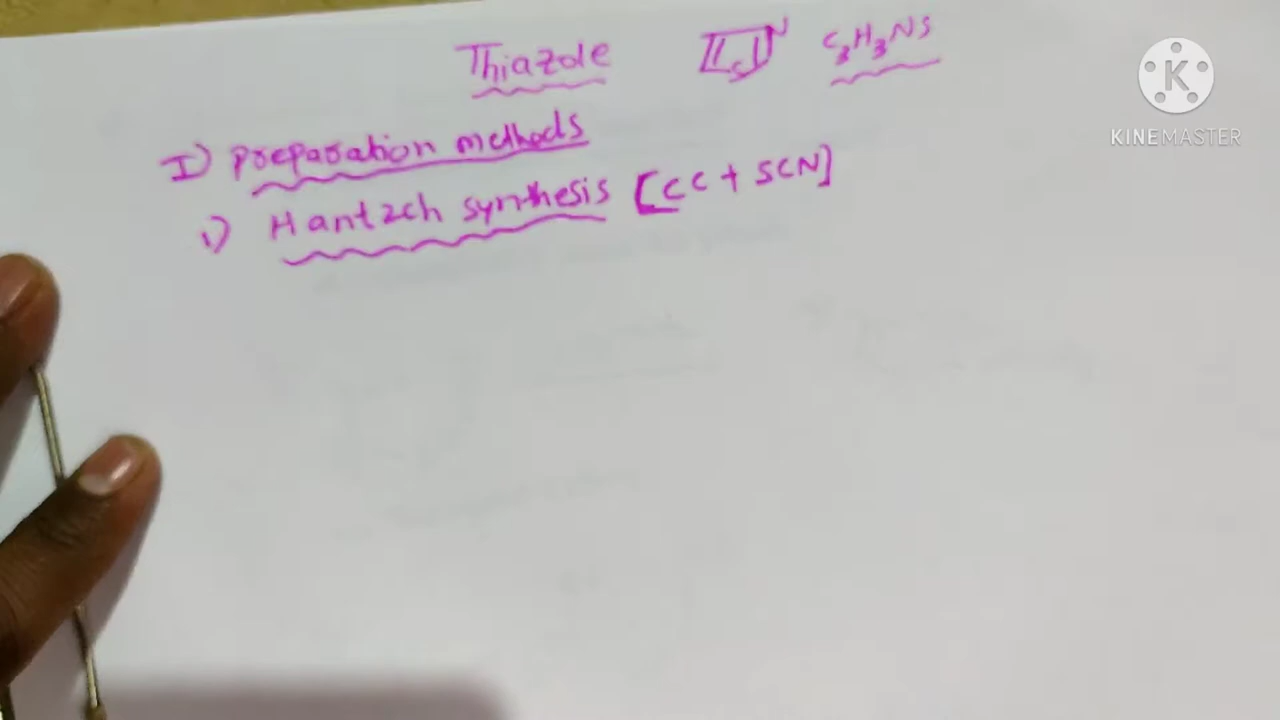 Thiazole N S C3H3NS
I) preparation methods
1) Hantzch synthesis [CC + SCN]
K
KINEMASTER